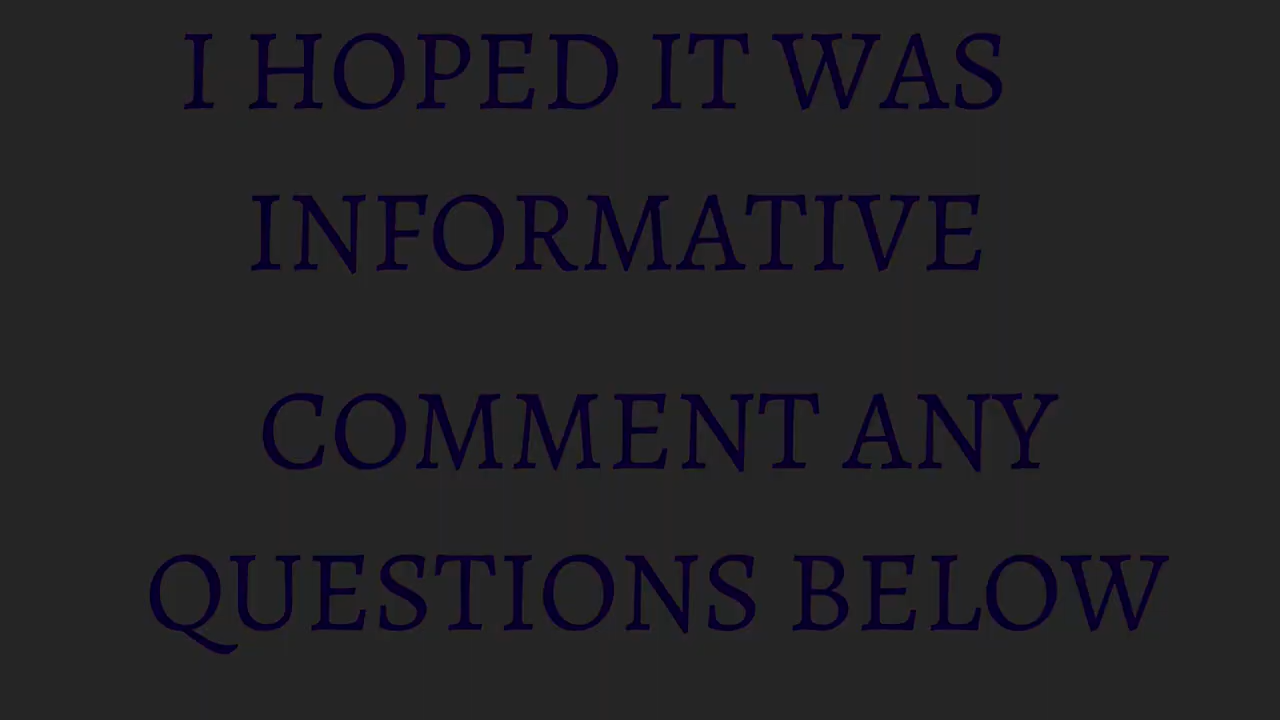 I HOPED IT WAS
INFORMATIVE
COMMENT ANY
QUESTIONS BELOW